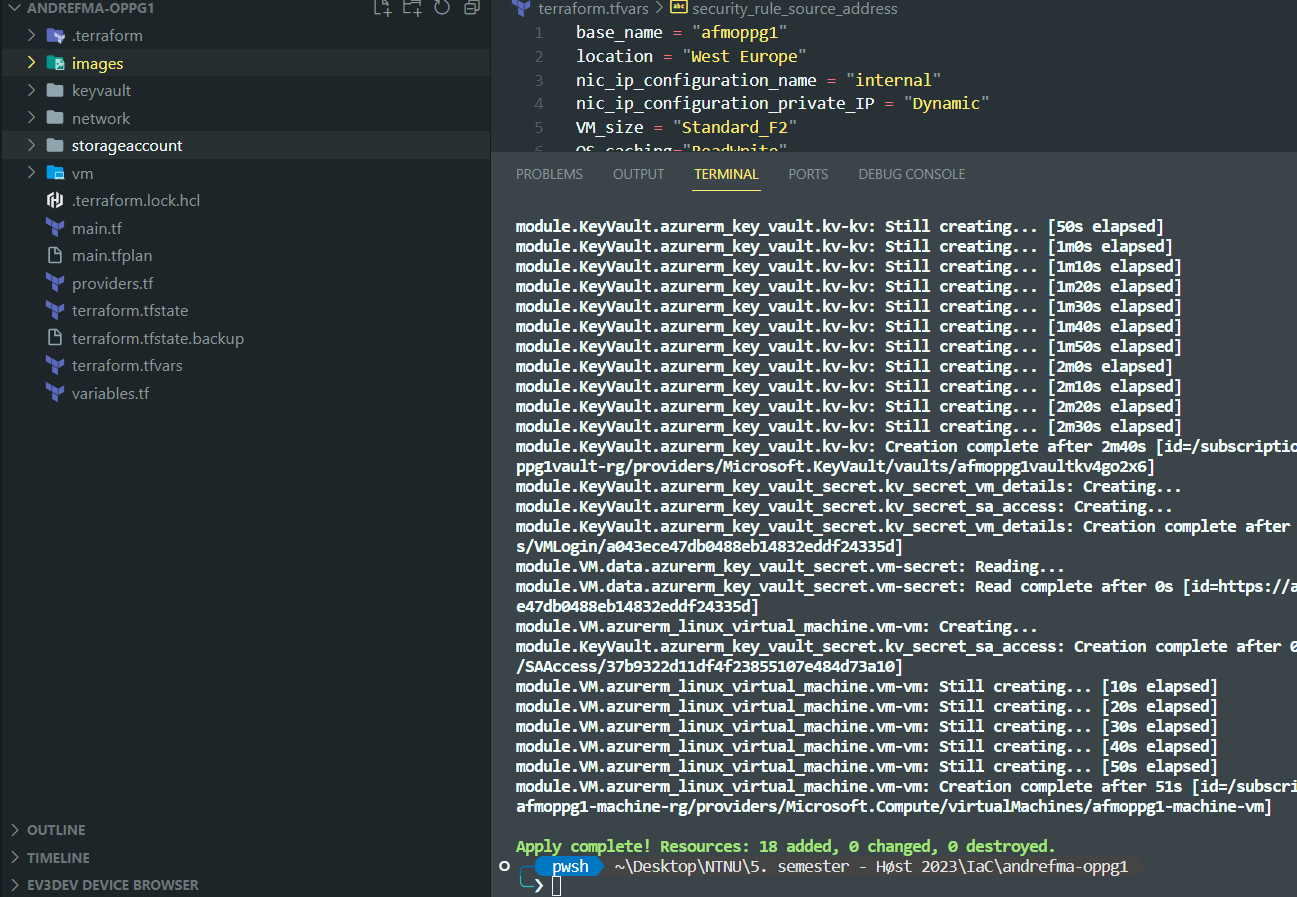 ANDREFMA-OPPG1
.terraform
images
keyvault
network
storageaccount
vm
.terraform.lock.hcl
main.tf
main.tfplan
providers.tf
terraform.tfstate
terraform.tfstate.backup
terraform.tfvars
variables.tf
OUTLINE
TIMELINE
EV3DEV DEVICE BROWSER
terraform.tfvars > abc security_rule_source_address
1 base_name = "afmoppg1"
2 location = "West Europe"
3 nic_ip_configuration_name = "internal"
4 nic_ip_configuration_private_IP = "Dynamic"
5 VM_size = "Standard_F2"
6 OS_caching="ReadWrite"
PROBLEMS OUTPUT TERMINAL PORTS DEBUG CONSOLE
module.KeyVault.azurerm_key_vault.kv-kv: Still creating... [50s elapsed]
module.KeyVault.azurerm_key_vault.kv-kv: Still creating... [1m0s elapsed]
module.KeyVault.azurerm_key_vault.kv-kv: Still creating... [1m10s elapsed]
module.KeyVault.azurerm_key_vault.kv-kv: Still creating... [1m20s elapsed]
module.KeyVault.azurerm_key_vault.kv-kv: Still creating... [1m30s elapsed]
module.KeyVault.azurerm_key_vault.kv-kv: Still creating... [1m40s elapsed]
module.KeyVault.azurerm_key_vault.kv-kv: Still creating... [1m50s elapsed]
module.KeyVault.azurerm_key_vault.kv-kv: Still creating... [2m0s elapsed]
module.KeyVault.azurerm_key_vault.kv-kv: Still creating... [2m10s elapsed]
module.KeyVault.azurerm_key_vault.kv-kv: Still creating... [2m20s elapsed]
module.KeyVault.azurerm_key_vault.kv-kv: Still creating... [2m30s elapsed]
module.KeyVault.azurerm_key_vault.kv-kv: Creation complete after 2m40s [id=/subscriptio
ppg1vault-rg/providers/Microsoft.KeyVault/vaults/afmoppg1vaultkv4go2x6]
module.KeyVault.azurerm_key_vault_secret.kv_secret_vm_details: Creating...
module.KeyVault.azurerm_key_vault_secret.kv_secret_sa_access: Creating...
module.KeyVault.azurerm_key_vault_secret.kv_secret_vm_details: Creation complete after
s/VMLogin/a043ece47db0488eb14832eddf24335d]
module.VM.data.azurerm_key_vault_secret.vm-secret: Reading...
module.VM.data.azurerm_key_vault_secret.vm-secret: Read complete after 0s [id=https://a
e47db0488eb14832eddf24335d]
module.VM.azurerm_linux_virtual_machine.vm-vm: Creating...
module.KeyVault.azurerm_key_vault_secret.kv_secret_sa_access: Creation complete after 0
/SAAccess/37b9322d11df4f23855107e484d73a10]
module.VM.azurerm_linux_virtual_machine.vm-vm: Still creating... [10s elapsed]
module.VM.azurerm_linux_virtual_machine.vm-vm: Still creating... [20s elapsed]
module.VM.azurerm_linux_virtual_machine.vm-vm: Still creating... [30s elapsed]
module.VM.azurerm_linux_virtual_machine.vm-vm: Still creating... [40s elapsed]
module.VM.azurerm_linux_virtual_machine.vm-vm: Still creating... [50s elapsed]
module.VM.azurerm_linux_virtual_machine.vm-vm: Creation complete after 51s [id=/subscri
afmoppg1-machine-rg/providers/Microsoft.Compute/virtualMachines/afmoppg1-machine-vm]
Apply complete! Resources: 18 added, 0 changed, 0 destroyed.
pwsh ~\Desktop\NTNU\5. semester - Høst 2023\IaC\andrefma-oppg1